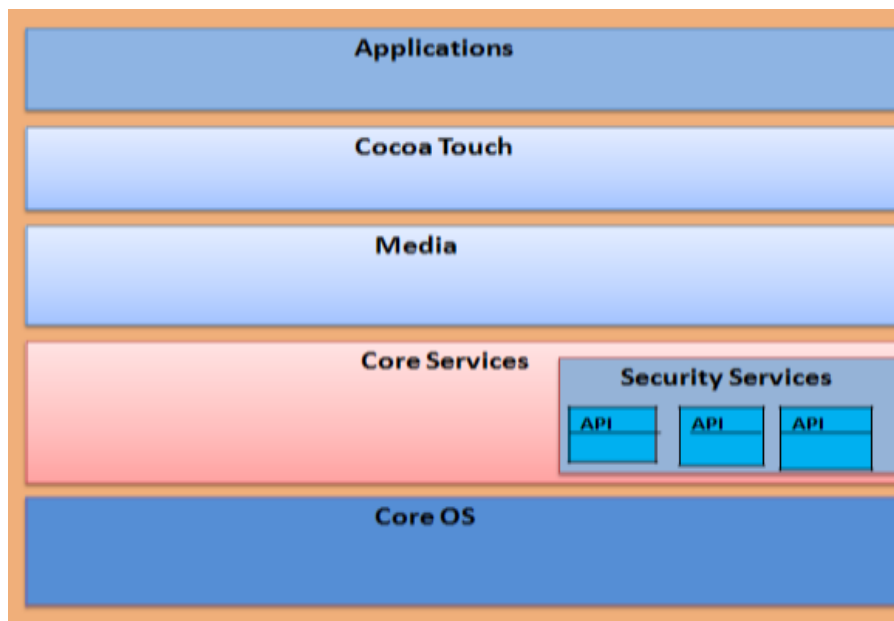 Applications
Cocoa Touch
Media
Core Services
Security Services
API API API
Core OS